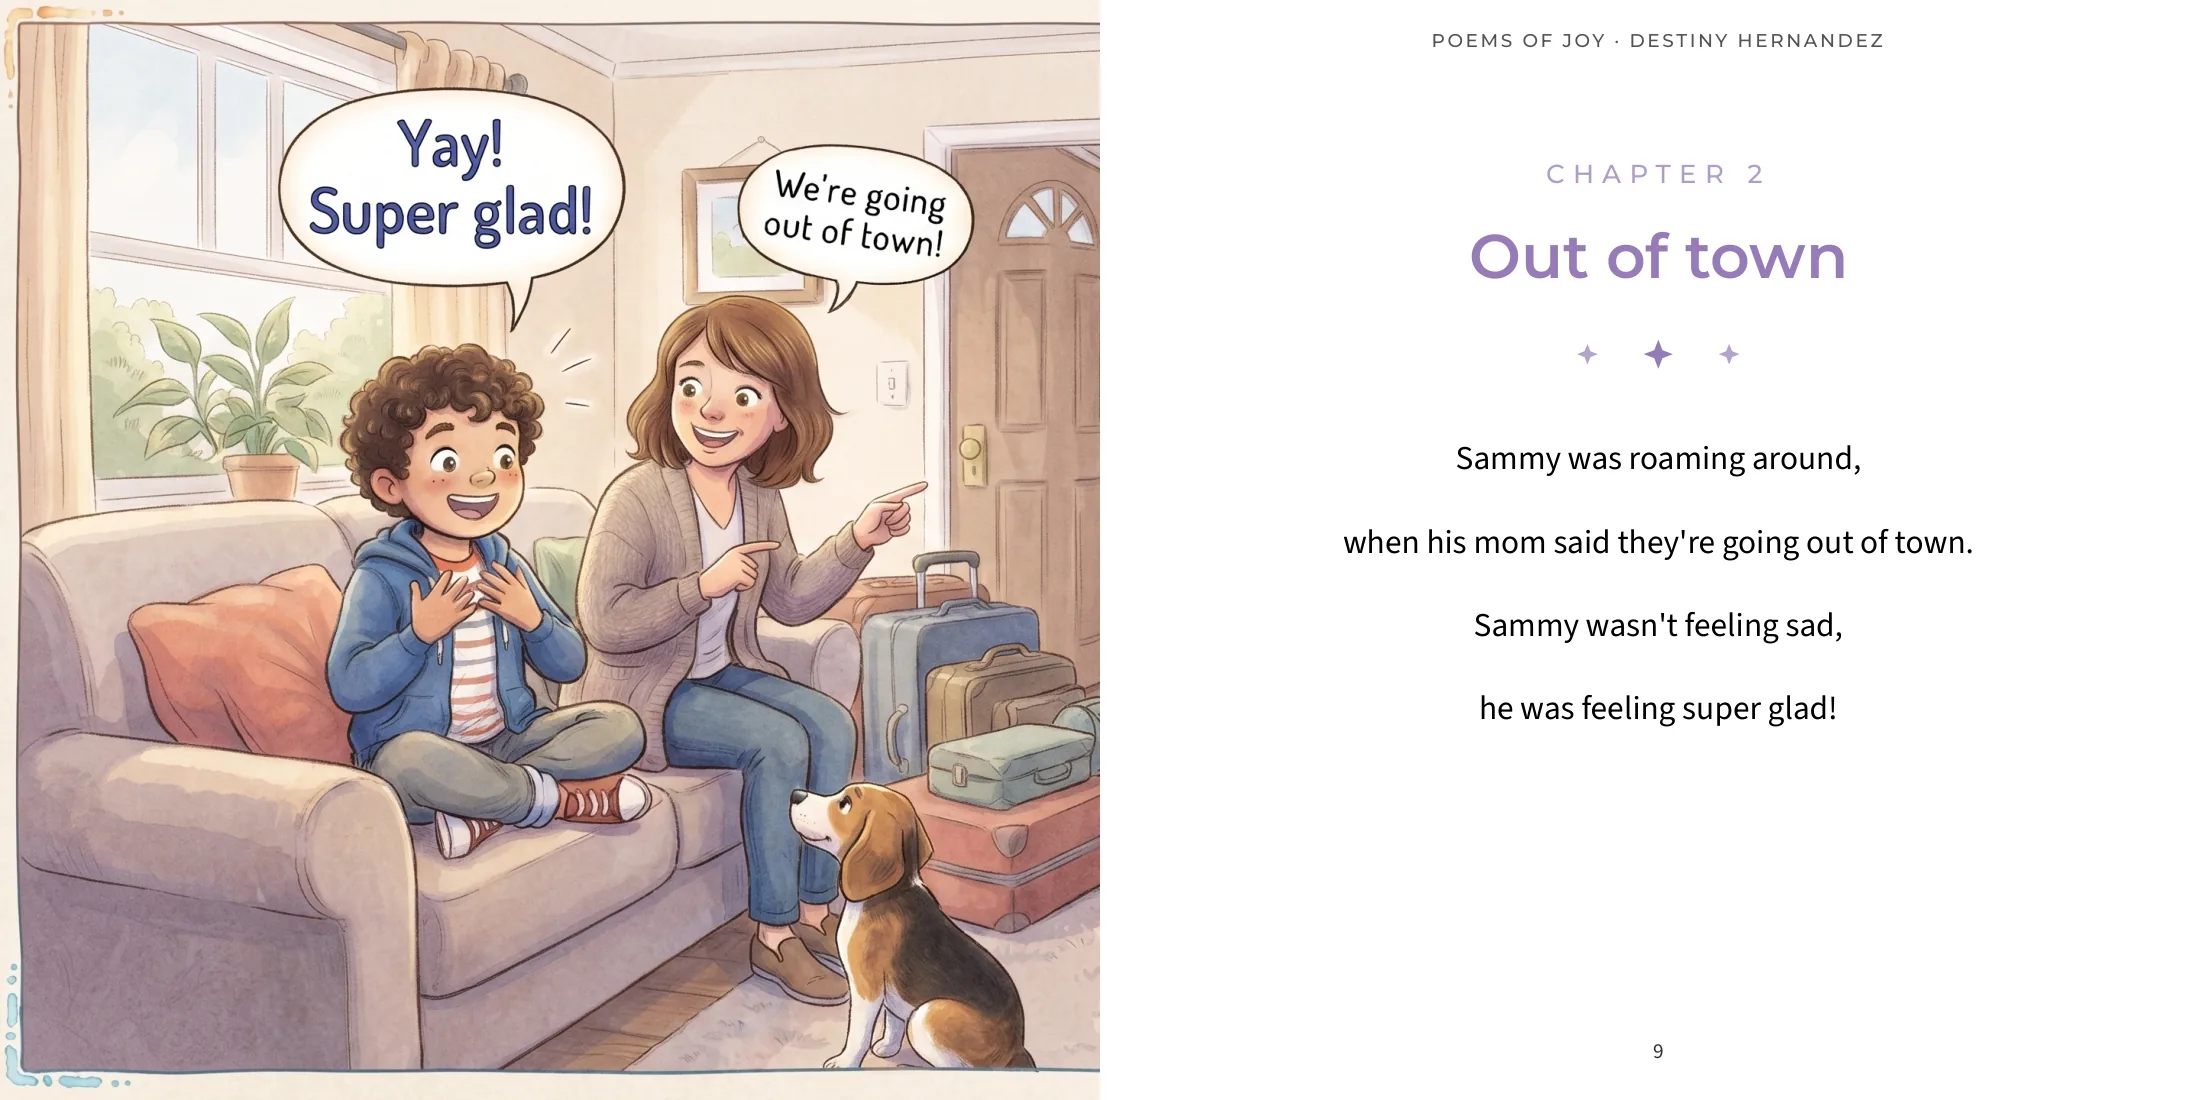 Yay!
Super glad!
We're going
out of town!
POEMS OF JOY · DESTINY HERNANDEZ
CHAPTER 2
Out of town
Sammy was roaming around,
when his mom said they're going out of town.
Sammy wasn't feeling sad,
he was feeling super glad!
9